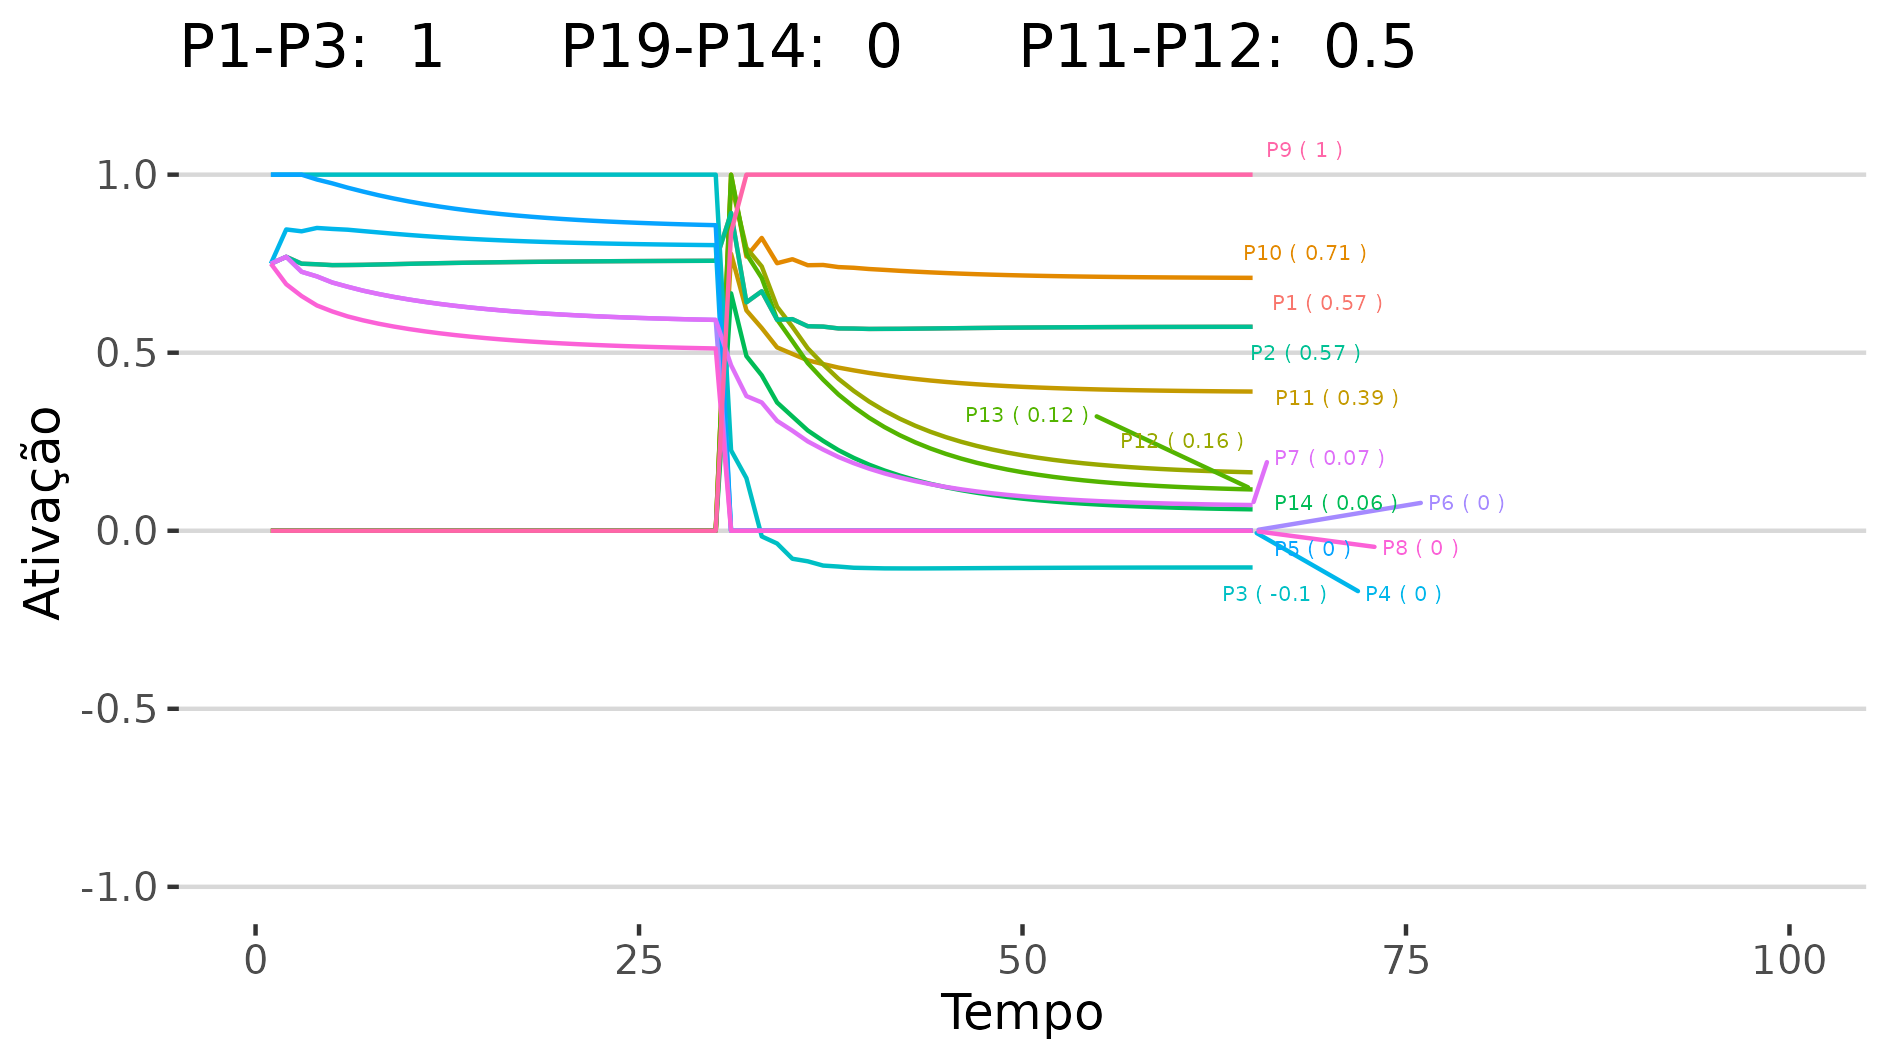 P1-P3: 1 P19-P14: 0 P11-P12: 0.5
P9 ( 1 )
1.0
P10 ( 0.71 )
P1 ( 0.57 )
0.5
P2 ( 0.57 )
P11 ( 0.39 )
P13 ( 0.12 )
P12 ( 0.16 )
P7 ( 0.07 )
P14 ( 0.06 )
P6 ( 0 )
0.0
P5 ( 0 )
P8 ( 0 )
P3 ( -0.1 )
P4 ( 0 )
-0.5
-1.0
Ativação
0 25 50 75 100
Tempo